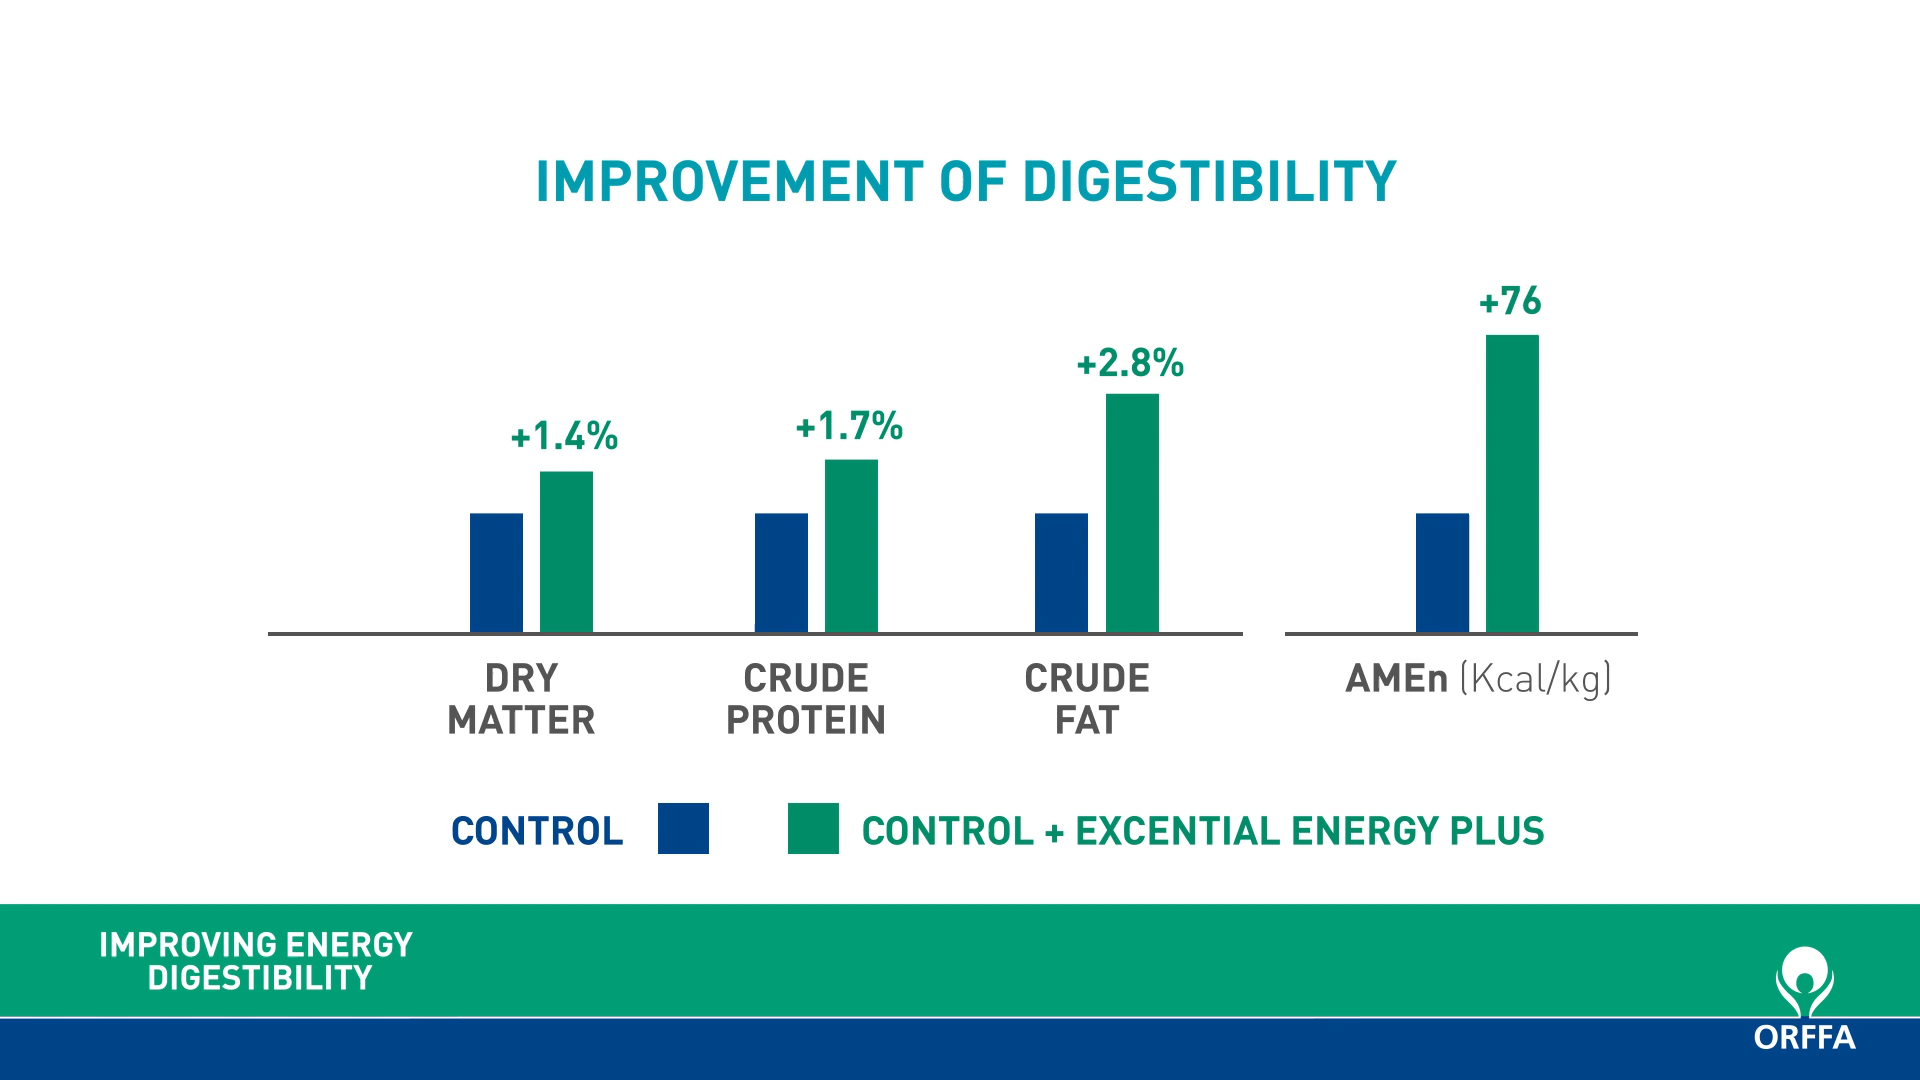 IMPROVEMENT OF DIGESTIBILITY
+1.4%
+1.7%
+2.8%
+76
DRY
MATTER
CRUDE
PROTEIN
CRUDE
FAT
AMEn (Kcal/kg)
CONTROL
CONTROL + EXCENTIAL ENERGY PLUS
IMPROVING ENERGY
DIGESTIBILITY
ORFFA